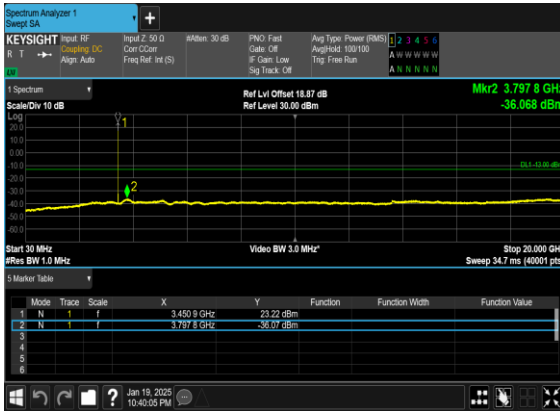 Spectrum Analyzer 1
Swept SA
+
KEYSIGHT
R T
Input: RF
Coupling: DC
Align: Auto
Input Z: 50 Ω
Corr CCorr
Freq Ref: Int (S)
#Atten: 30 dB
PNO: Fast
Gate: Off
IF Gain: Low
Sig Track: Off
Avg Type: Power (RMS)
Avg|Hold: 100/100
Trig: Free Run
1 2 3 4 5 6
A W W W W W
A N N N N N
1 Spectrum
Scale/Div 10 dB
Ref Lvl Offset 18.87 dB
Ref Level 30.00 dBm
Mkr2 3.797 8 GHz
-36.068 dBm
Log
20.0
10.0
0.00
-10.0
-20.0
-30.0
-40.0
-50.0
-60.0
1
2
DL1 -13.00 dBm
Start 30 MHz
#Res BW 1.0 MHz
Video BW 3.0 MHz*
Stop 20.000 GHz
Sweep 34.7 ms (40001 pts)
5 Marker Table
Mode Trace Scale X Y Function Function Width Function Value
1 N 1 f 3.450 9 GHz 23.22 dBm
2 N 1 f 3.797 8 GHz -36.07 dBm
3
4
5
6
?
Jan 19, 2025
10:40:05 PM